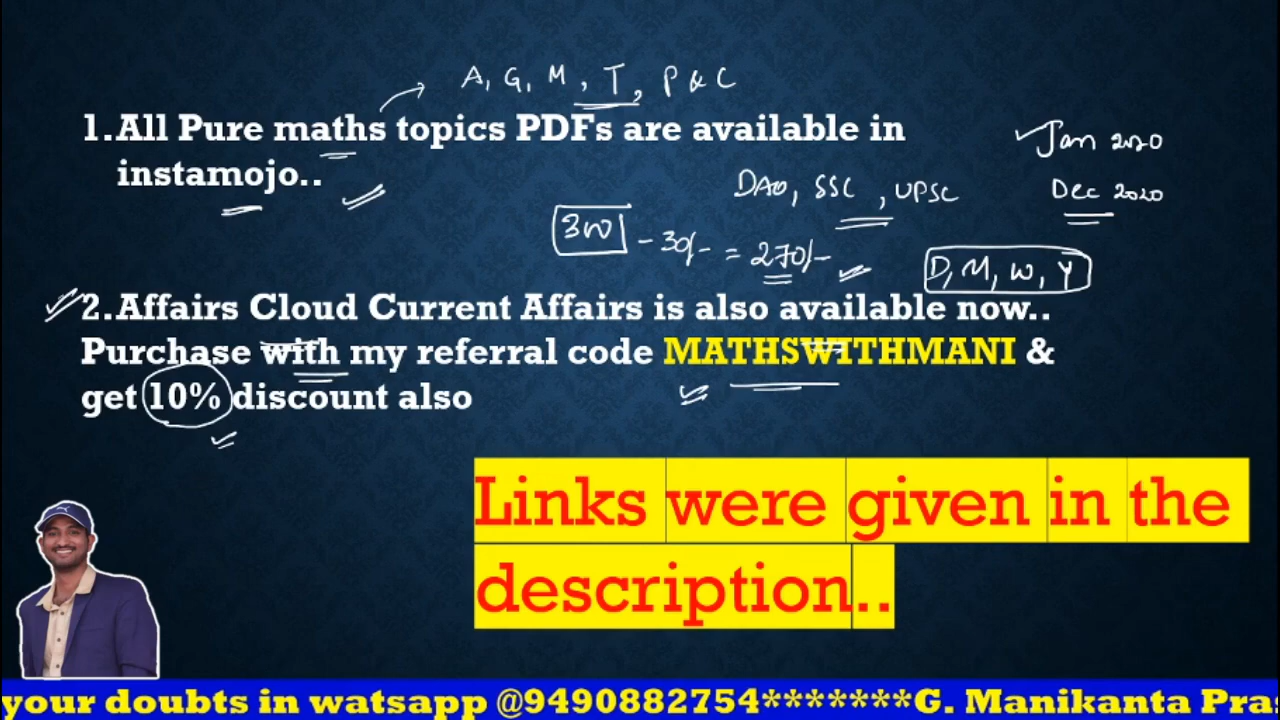 A, G, M, T, P & C
1.All Pure maths topics PDFs are available in
instamojo..
Jan 2020
DAO, SSC, UPSC
Dec 2020
300 - 30/- = 270/-
D, M, W, Y
2.Affairs Cloud Current Affairs is also available now..
Purchase with my referral code MATHSWITHMANI &
get 10% discount also
Links were given in the
description..
your doubts in watsapp @9490882754*******G. Manikanta Pras